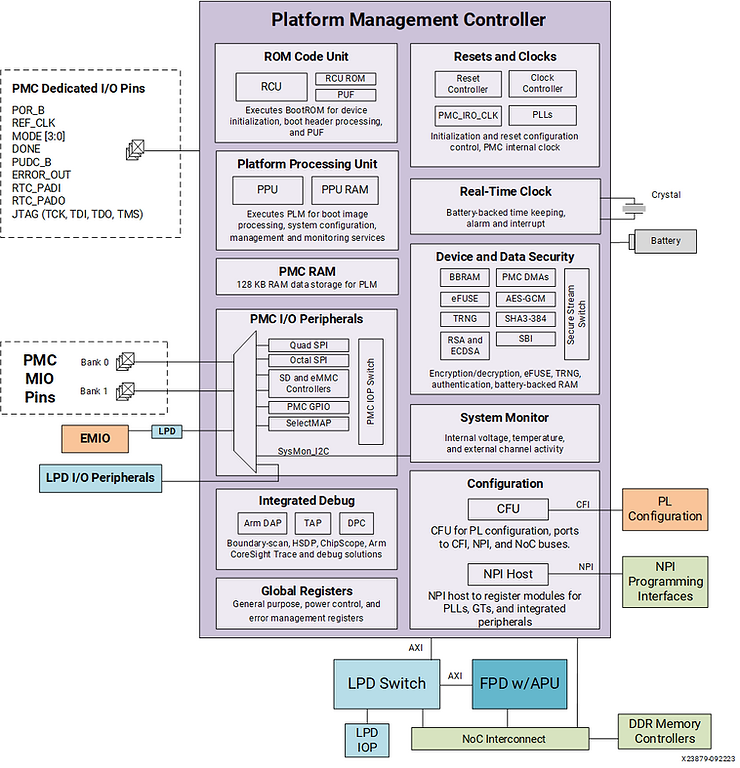 Platform Management Controller
PMC Dedicated I/O Pins
POR_B
REF_CLK
MODE [3:0]
DONE
PUDC_B
ERROR_OUT
RTC_PADI
RTC_PADO
JTAG (TCK, TDI, TDO, TMS)
ROM Code Unit
RCU
RCU ROM
PUF
Executes BootROM for device
initialization, boot header processing,
and PUF
Platform Processing Unit
PPU
PPU RAM
Executes PLM for boot image
processing, system configuration,
management and monitoring services
PMC RAM
128 KB RAM data storage for PLM
PMC I/O Peripherals
Quad SPI
Octal SPI
SD and eMMC
Controllers
PMC GPIO
SelectMAP
PMC IOP Switch
SysMon_I2C
PMC
MIO
Pins
Bank 0
Bank 1
EMIO
LPD
LPD I/O Peripherals
Integrated Debug
Arm DAP
TAP
DPC
Boundary-scan, HSDP, ChipScope, Arm
CoreSight Trace and debug solutions
Global Registers
General purpose, power control, and
error management registers
Resets and Clocks
Reset
Controller
Clock
Controller
PMC_IRO_CLK
PLLs
Initialization and reset configuration
control, PMC internal clock
Real-Time Clock
Battery-backed time keeping,
alarm and interrupt
Crystal
Battery
Device and Data Security
BBRAM
PMC DMAs
eFUSE
AES-GCM
TRNG
SHA3-384
RSA and
ECDSA
SBI
Secure Stream
Switch
Encryption/decryption, eFUSE, TRNG,
authentication, battery-backed RAM
System Monitor
Internal voltage, temperature,
and external channel activity
Configuration
CFU
CFI
CFU for PL configuration, ports
to CFI, NPI, and NoC buses.
NPI Host
NPI
NPI host to register modules for
PLLs, GTs, and integrated
peripherals
PL
Configuration
NPI
Programming
Interfaces
AXI
LPD Switch
AXI
FPD w/APU
LPD
IOP
NoC Interconnect
DDR Memory
Controllers
X23879-092223